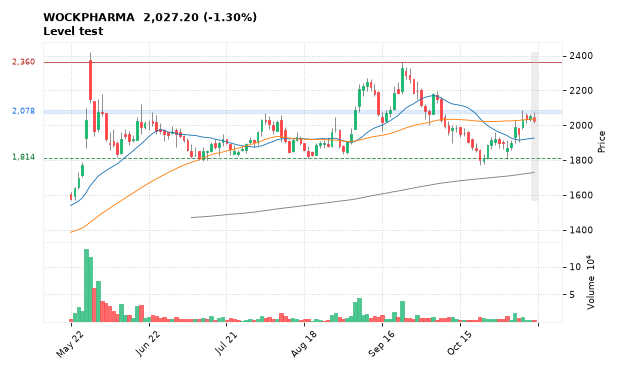 WOCKPHARMA 2,027.20 (-1.30%)
Level test
2,360
2,078
1,814
2400
2200
2000
1800
1600
1400
Price
10
5
Volume 10⁶
May 22
Jun 22
Jul 21
Aug 18
Sep 16
Oct 15